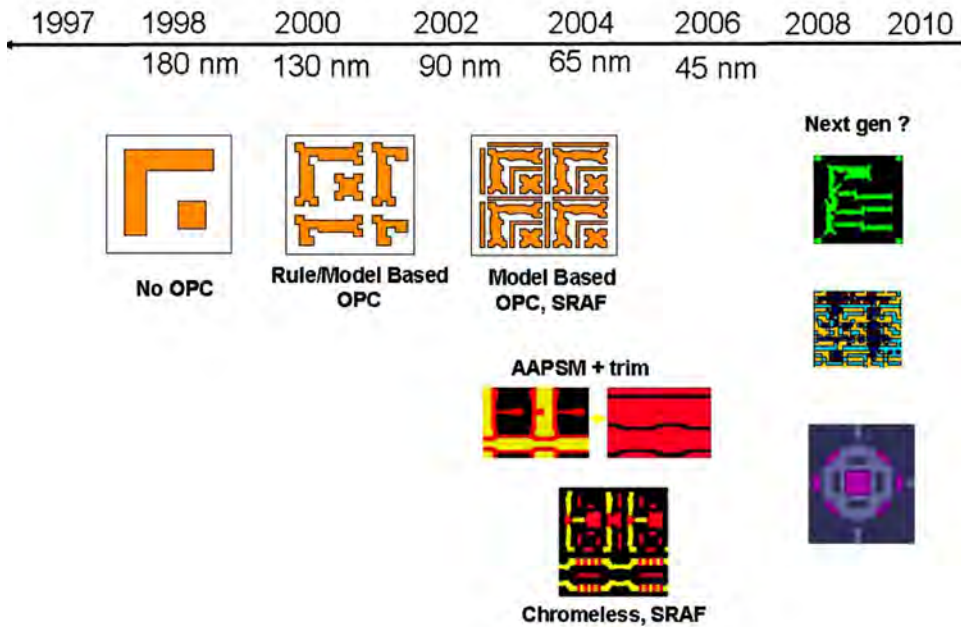 1997 1998 2000 2002 2004 2006 2008 2010
180 nm 130 nm 90 nm 65 nm 45 nm
Next gen ?
No OPC
Rule/Model Based
OPC
Model Based
OPC, SRAF
AAPSM + trim
Chromeless, SRAF